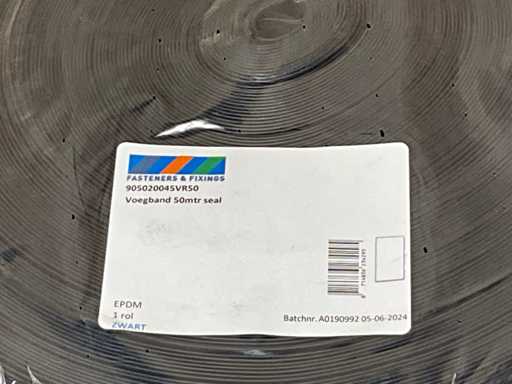 FASTENERS & FIXINGS
905020045VR50
Voegband 50mtr seal
EPDM
1 rol
ZWART
Batchnr. A0190992 05-06-2024